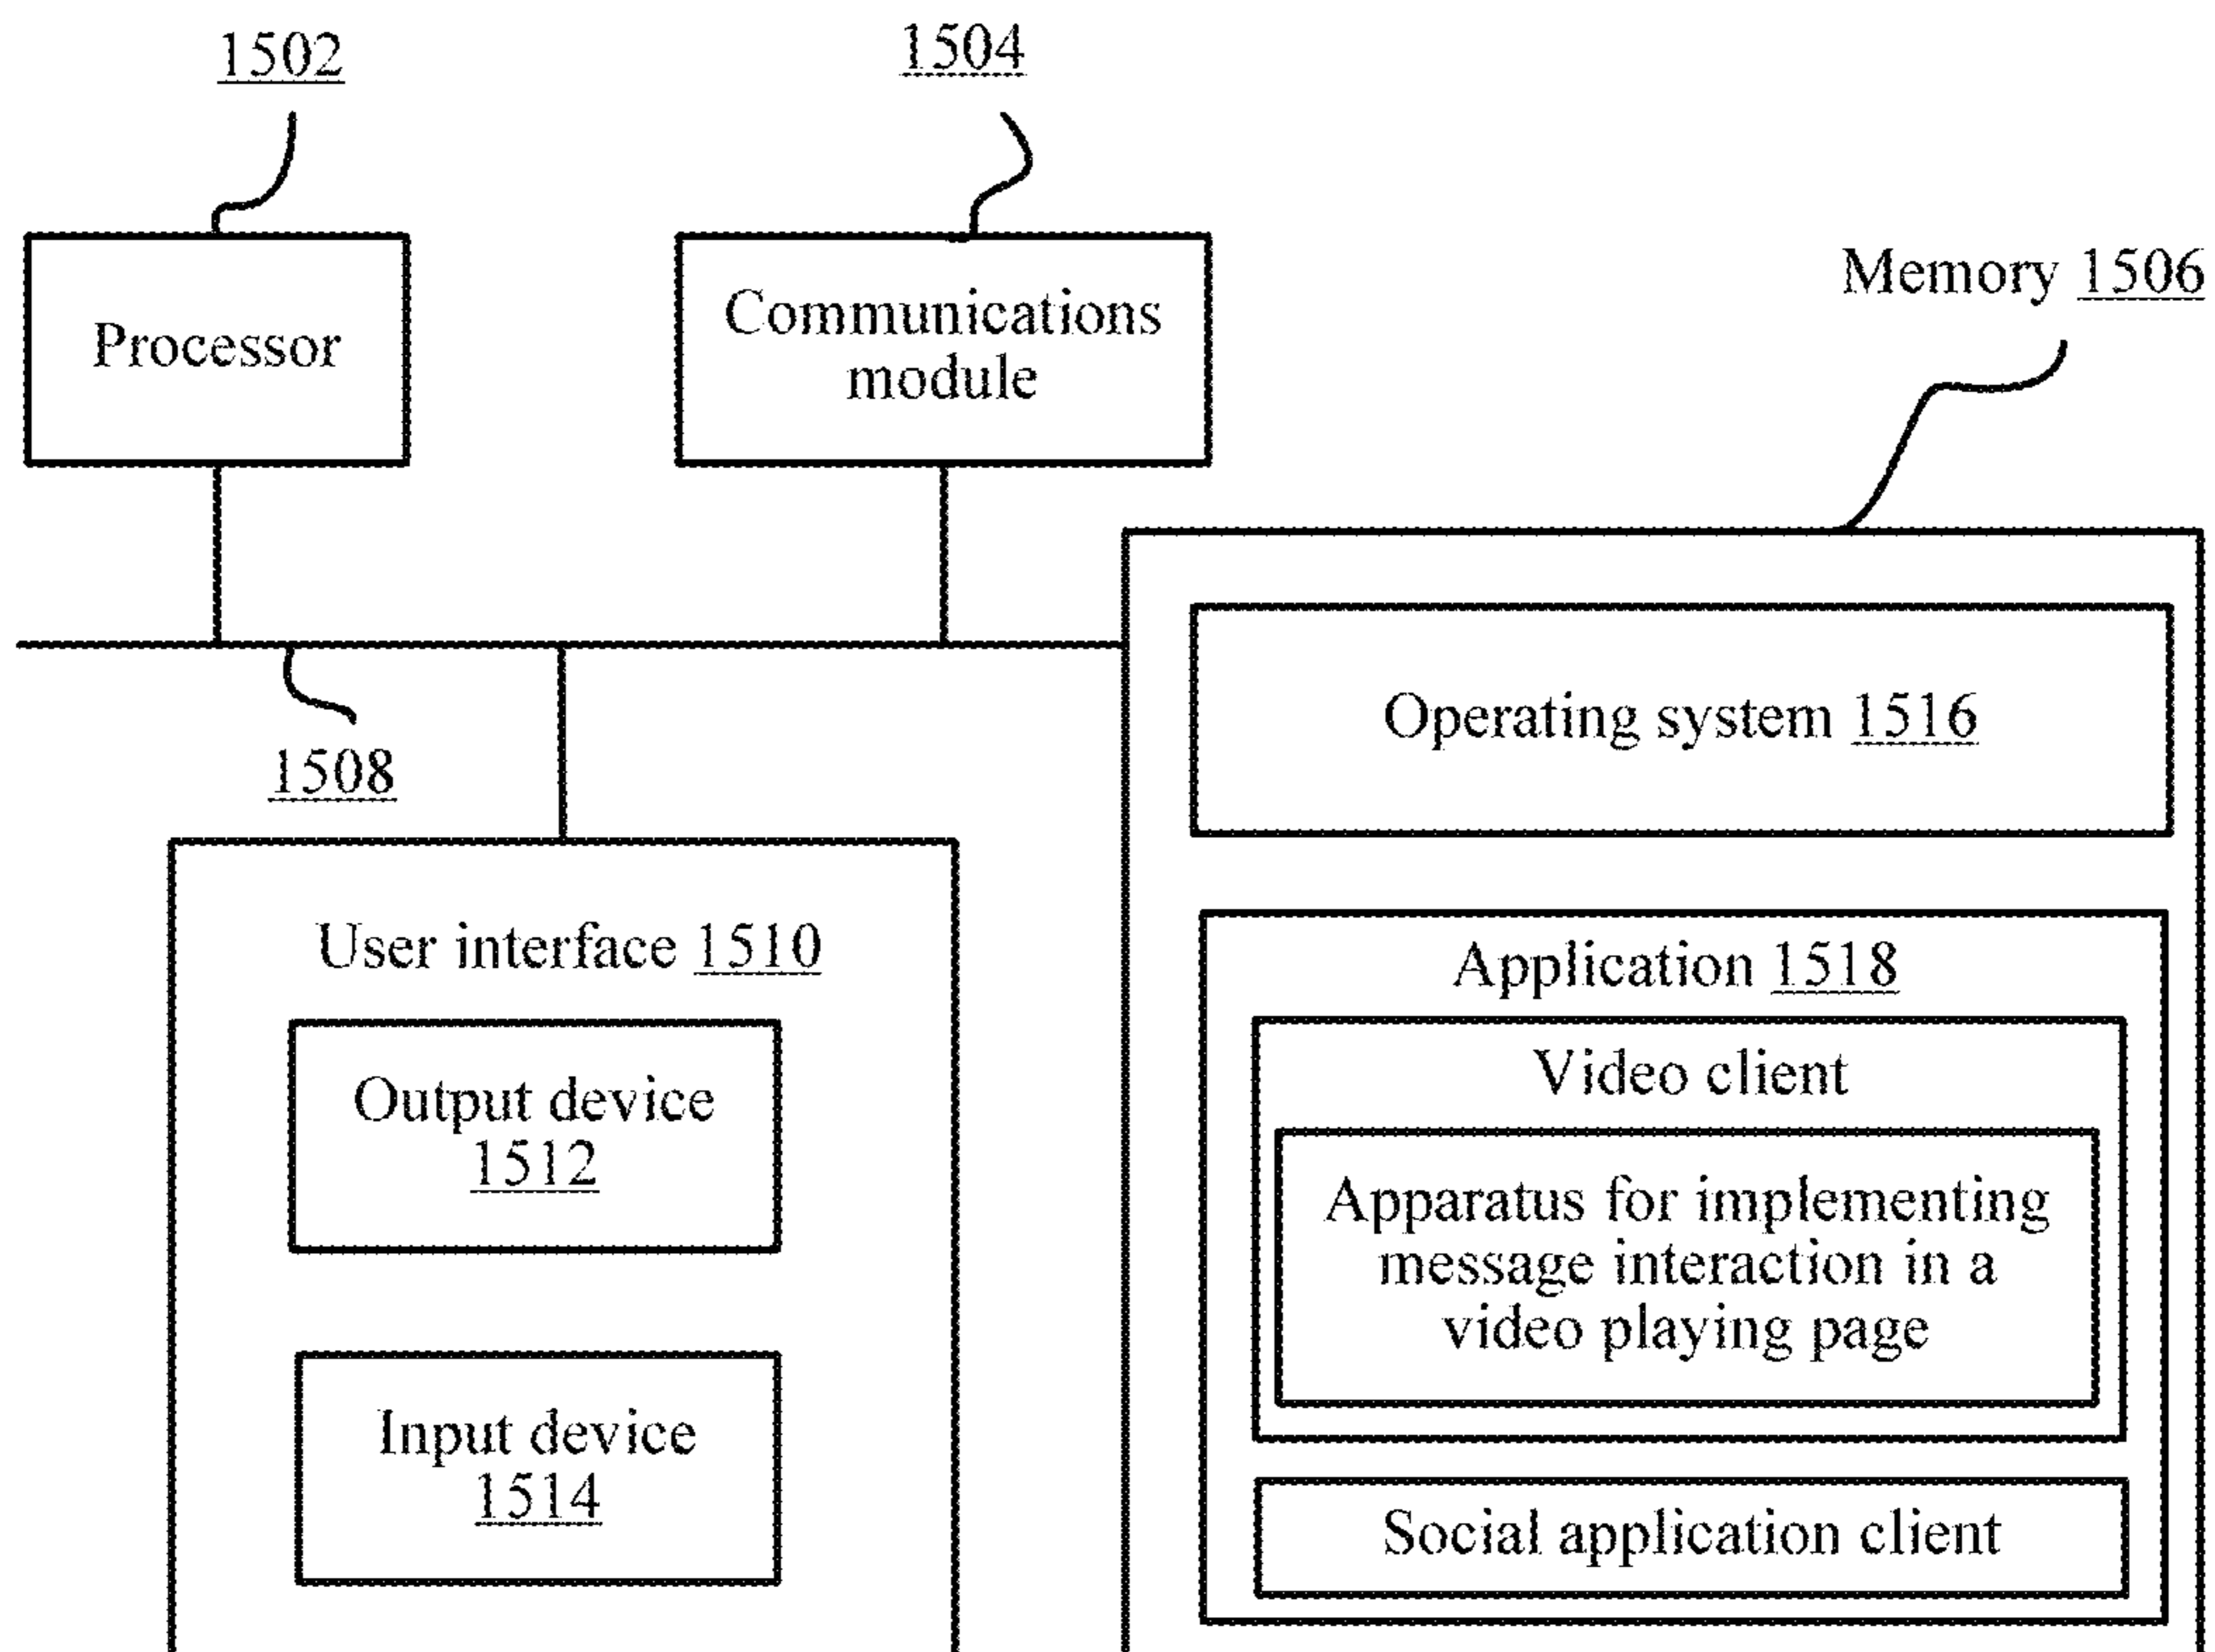 1502
1504
Processor
Communications
module
Memory 1506
1508
Operating system 1516
User interface 1510
Output device
1512
Input device
1514
Application 1518
Video client
Apparatus for implementing
message interaction in a
video playing page
Social application client